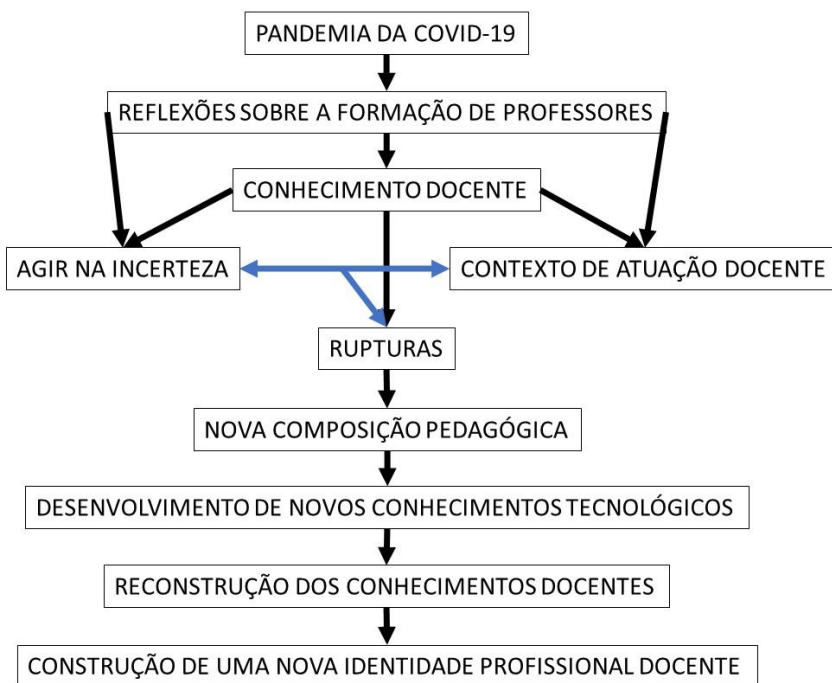 PANDEMIA DA COVID-19
REFLEXÕES SOBRE A FORMAÇÃO DE PROFESSORES
CONHECIMENTO DOCENTE
AGIR NA INCERTEZA
CONTEXTO DE ATUAÇÃO DOCENTE
RUPTURAS
NOVA COMPOSIÇÃO PEDAGÓGICA
DESENVOLVIMENTO DE NOVOS CONHECIMENTOS TECNOLÓGICOS
RECONSTRUÇÃO DOS CONHECIMENTOS DOCENTES
CONSTRUÇÃO DE UMA NOVA IDENTIDADE PROFISSIONAL DOCENTE